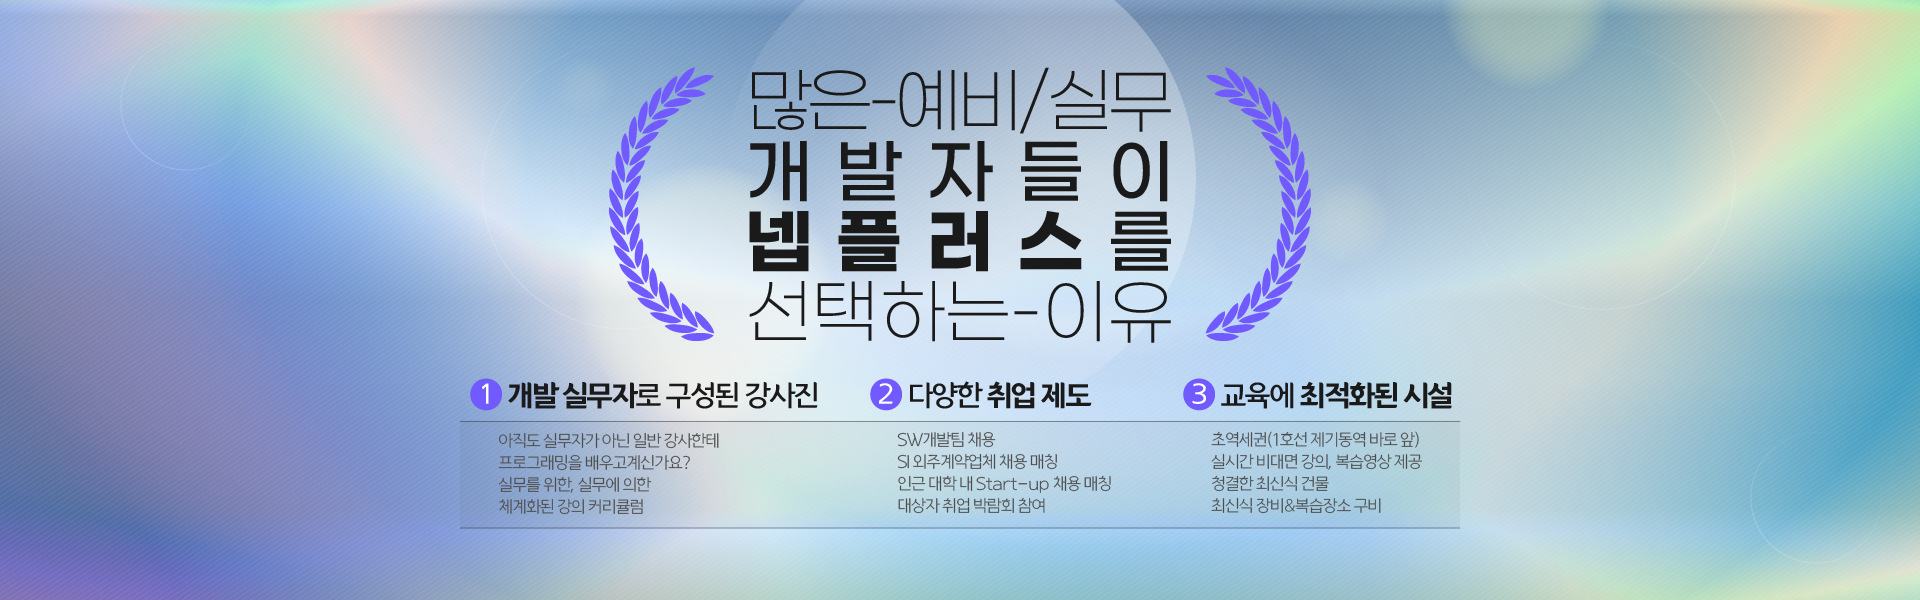 많은-예비/실무
개발자들이
넵플러스를
선택하는-이유
1 개발 실무자로 구성된 강사진
아직도 실무자가 아닌 일반 강사한테
프로그래밍을 배우고계신가요?
실무를 위한, 실무에 의한
체계화된 강의 커리큘럼
2 다양한 취업 제도
SW개발팀 채용
SI 외주계약업체 채용 매칭
인근 대학 내 Start-up 채용 매칭
대상자 취업 박람회 참여
3 교육에 최적화된 시설
초역세권(1호선 제기동역 바로 앞)
실시간 비대면 강의, 복습영상 제공
청결한 최신식 건물
최신식 장비&복습장소 구비